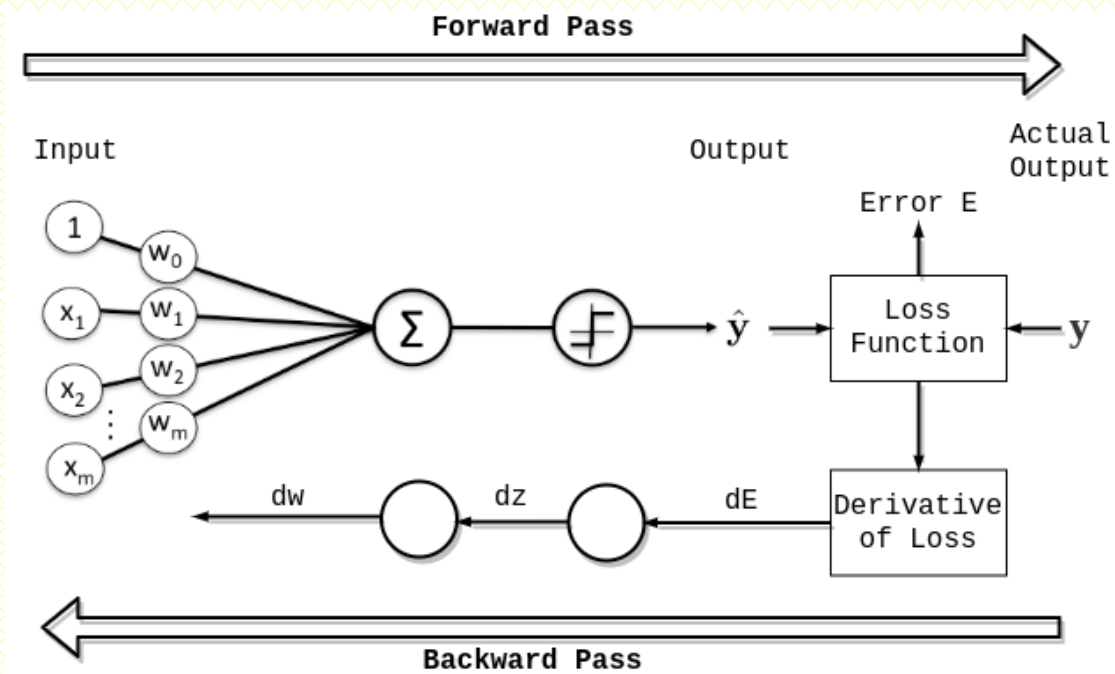 Forward Pass
Input
Output
Actual
Output
Error E
1
w₀
x₁
w₁
x₂
w₂
⋮
xₘ
wₘ
Σ
ŷ
Loss
Function
y
dw
dz
dE
Derivative
of Loss
Backward Pass